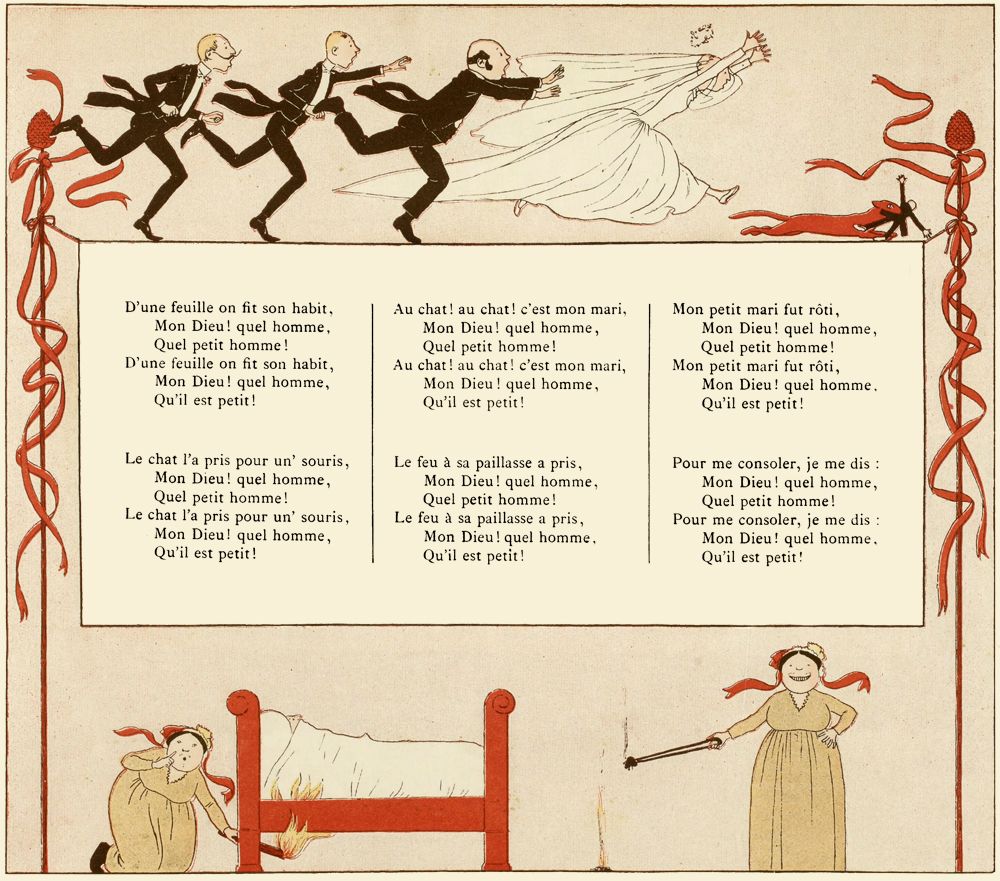 D'une feuille on fit son habit,
Mon Dieu! quel homme,
Quel petit homme!
D'une feuille on fit son habit,
Mon Dieu! quel homme,
Qu'il est petit!
Le chat l'a pris pour un' souris,
Mon Dieu! quel homme,
Quel petit homme!
Le chat l'a pris pour un' souris,
Mon Dieu! quel homme,
Qu'il est petit!
Au chat! au chat! c'est mon mari,
Mon Dieu! quel homme,
Quel petit homme!
Au chat! au chat! c'est mon mari,
Mon Dieu! quel homme,
Qu'il est petit!
Le feu à sa paillasse a pris,
Mon Dieu! quel homme,
Quel petit homme!
Le feu à sa paillasse a pris,
Mon Dieu! quel homme,
Qu'il est petit!
Mon petit mari fut rôti,
Mon Dieu! quel homme,
Quel petit homme!
Mon petit mari fut rôti,
Mon Dieu! quel homme.
Qu'il est petit!
Pour me consoler, je me dis :
Mon Dieu! quel homme,
Quel petit homme!
Pour me consoler, je me dis :
Mon Dieu! quel homme.
Qu'il est petit!